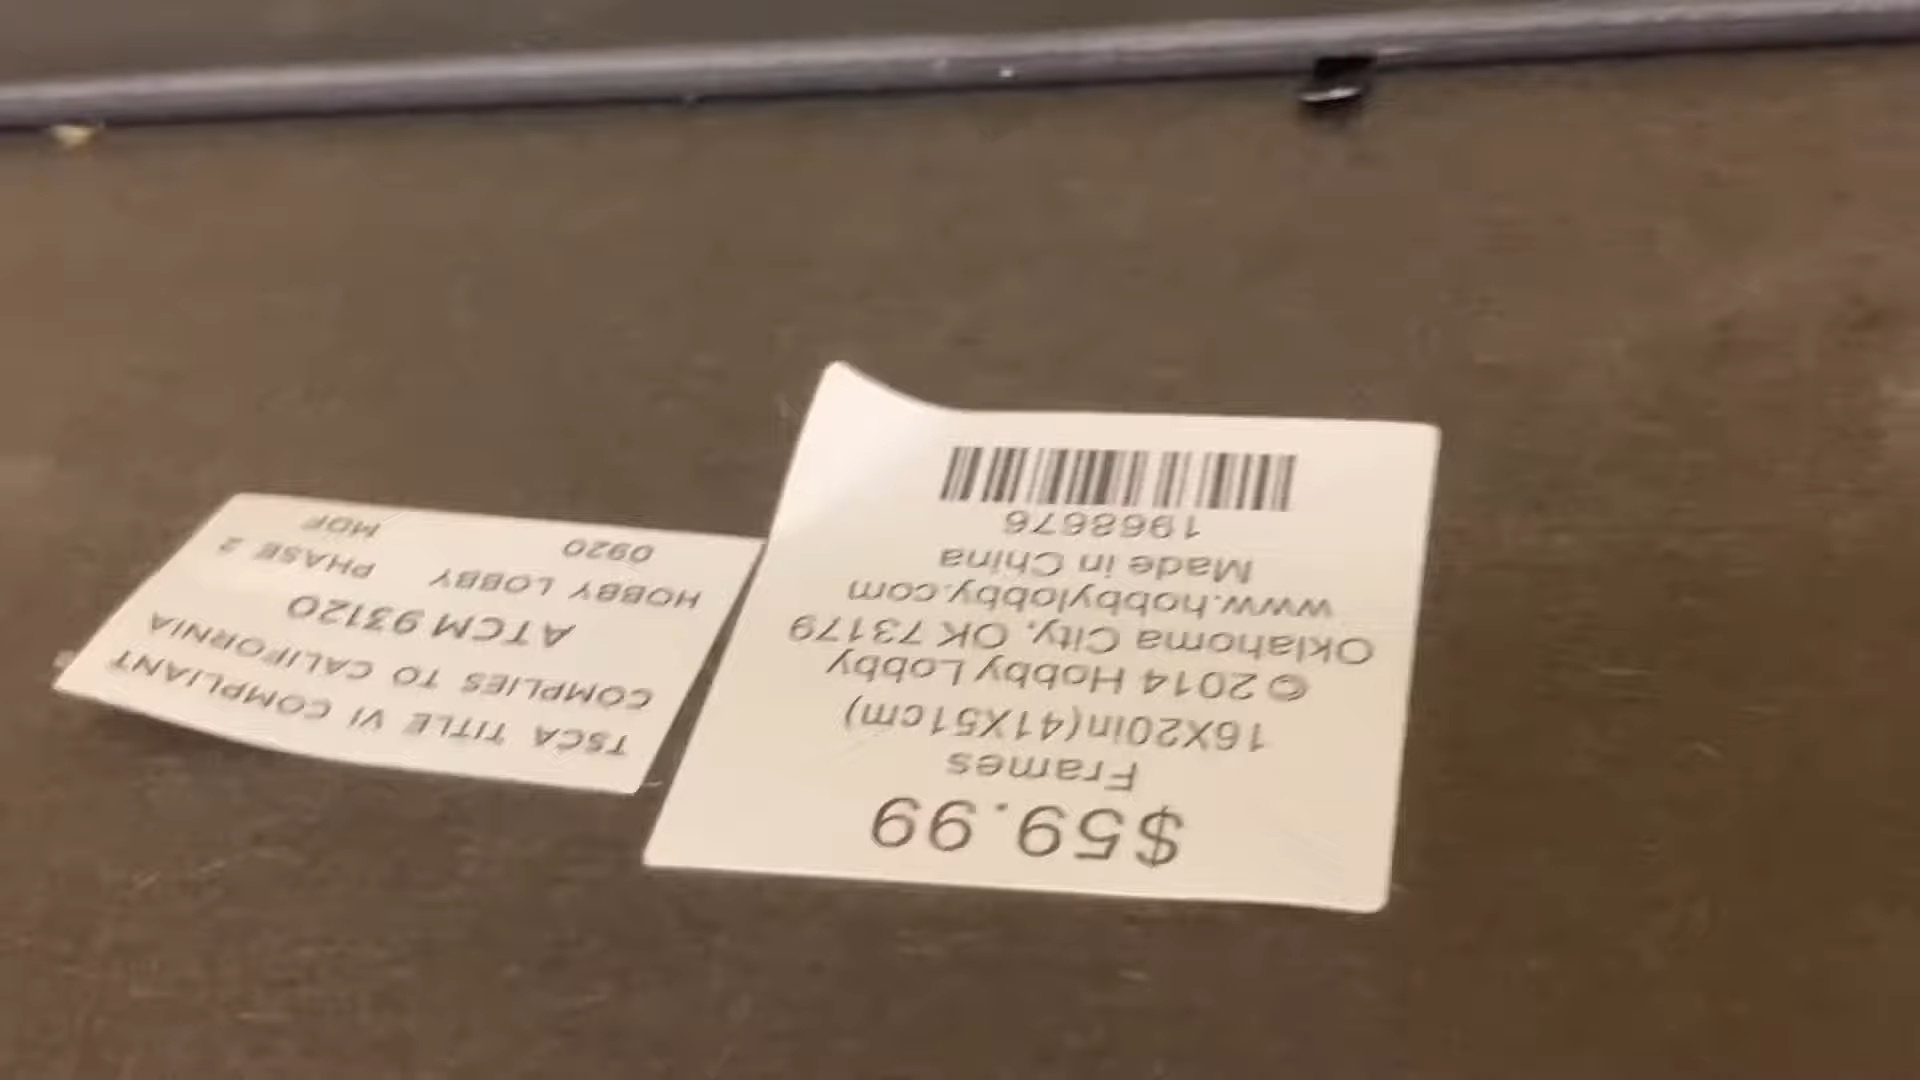 $59.99
Frames
16X20in(41X51cm)
© 2014 Hobby Lobby
Oklahoma City, OK 73179
www.hobbylobby.com
Made in China
1968676
TSCA TITLE VI COMPLIANT
COMPLIES TO CALIFORNIA
ATCM 93120
HOBBY LOBBY PHASE 2
0920 MDF